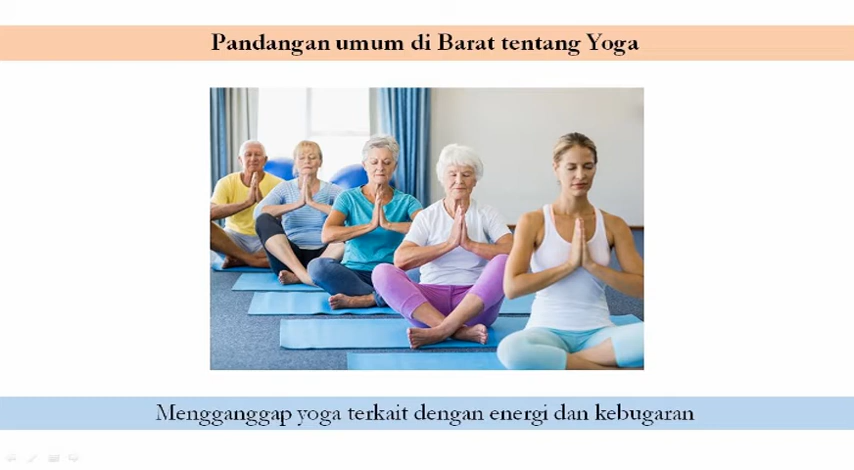 Pandangan umum di Barat tentang Yoga
Mengganggap yoga terkait dengan energi dan kebugaran